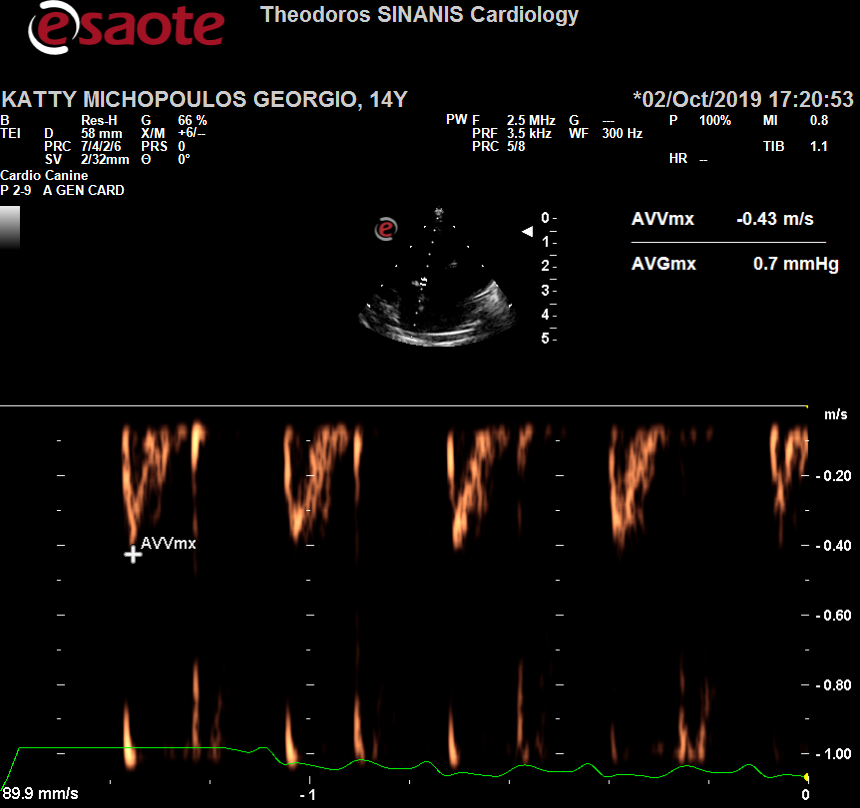 esaote
Theodoros SINANIS Cardiology
KATTY MICHOPOULOS GEORGIO, 14Y
*02/Oct/2019 17:20:53
B Res-H G 66 %
TEI D 58 mm X/M +6/--
PRC 7/4/2/6 PRS 0
SV 2/32mm Θ 0°
Cardio Canine
P 2-9 A GEN CARD
PW F 2.5 MHz G ---
PRF 3.5 kHz WF 300 Hz
PRC 5/8
P 100% MI 0.8
TIB 1.1
HR --
e
0-
1-
2-
3-
4-
5-
AVVmx -0.43 m/s
AVGmx 0.7 mmHg
m/s
-0.20
-0.40
-0.60
-0.80
-1.00
AVVmx
89.9 mm/s
-1
0